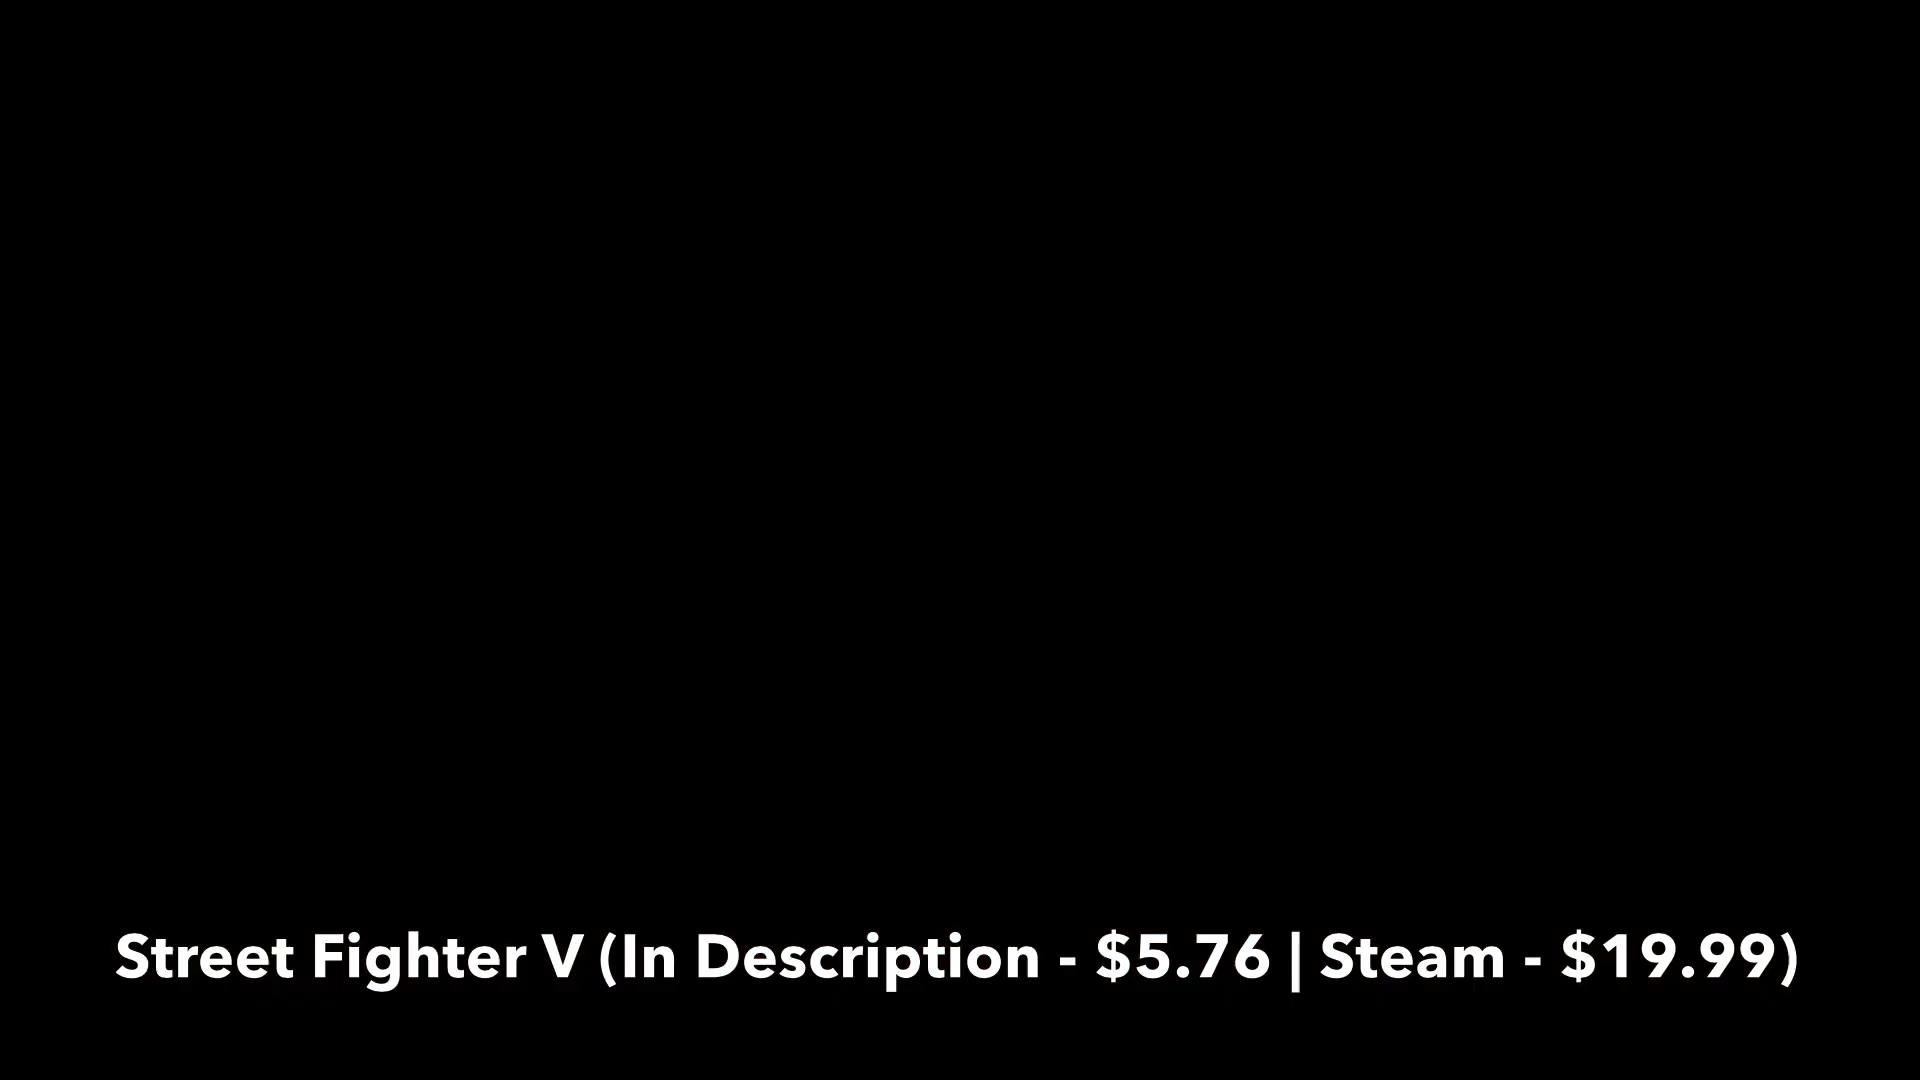 Street Fighter V (In Description - $5.76 | Steam - $19.99)